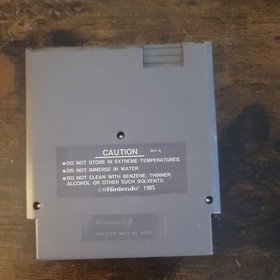 CAUTION
•DO NOT STORE IN EXTREME TEMPERATURES.
•DO NOT IMMERSE IN WATER.
•DO NOT CLEAN WITH BENZENE, THINNER,
ALCOHOL OR OTHER SUCH SOLVENTS.
©Nintendo 1985